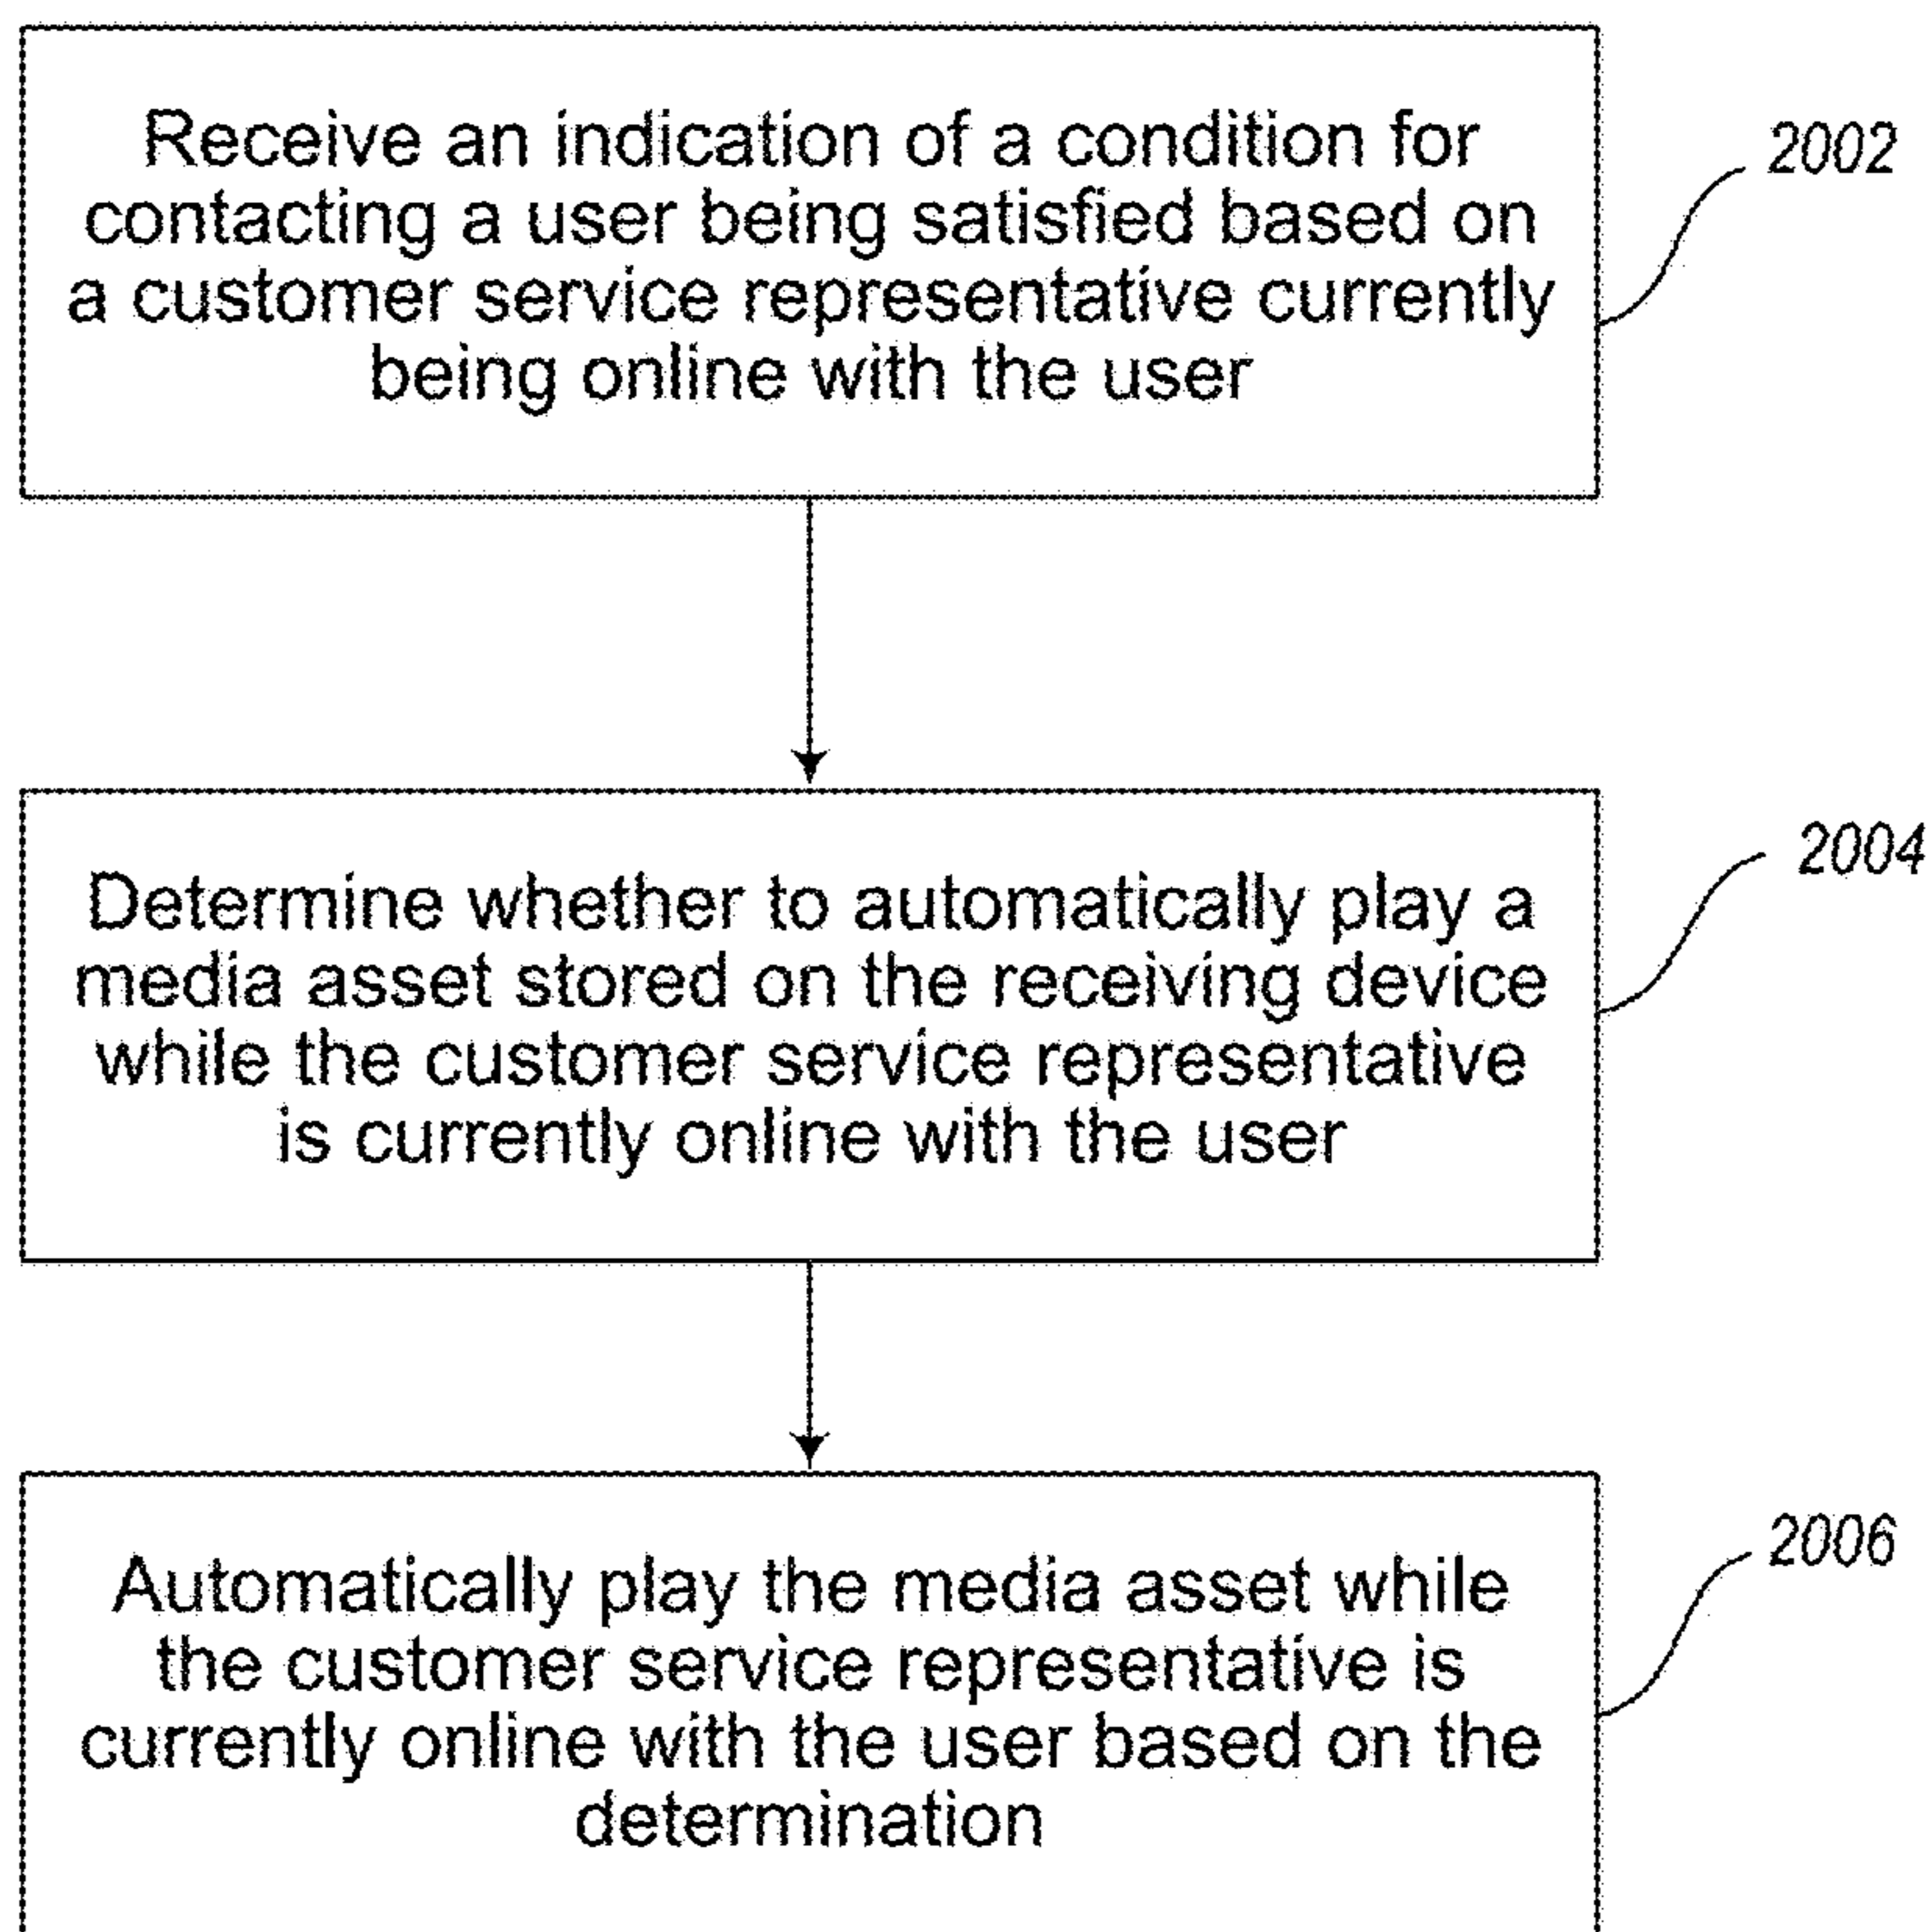 Receive an indication of a condition for
contacting a user being satisfied based on
a customer service representative currently
being online with the user
2002
Determine whether to automatically play a
media asset stored on the receiving device
while the customer service representative
is currently online with the user
2004
Automatically play the media asset while
the customer service representative is
currently online with the user based on the
determination
2006